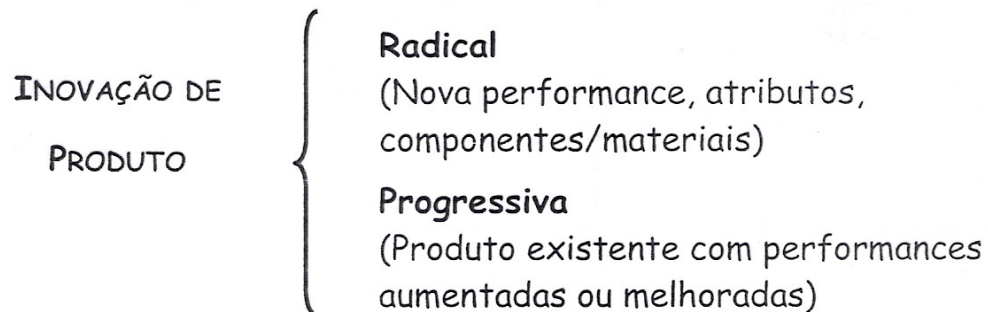 INOVAÇÃO DE
PRODUTO
Radical
(Nova performance, atributos,
componentes/materiais)
Progressiva
(Produto existente com performances
aumentadas ou melhoradas)